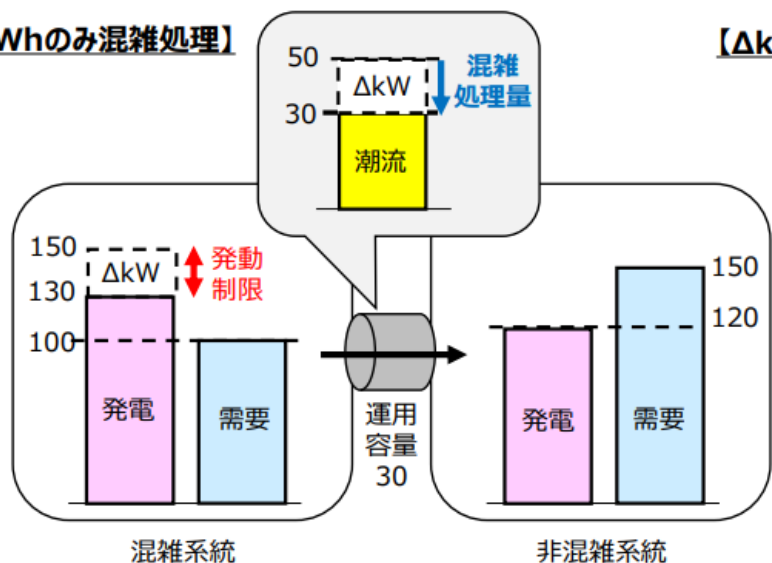 Whのみ混雑処理】
【Δk
50
30
ΔkW
混雑
処理量
潮流
150
130
100
ΔkW
発動
制限
発電
需要
運用
容量
30
150
120
発電
需要
混雑系統
非混雑系統